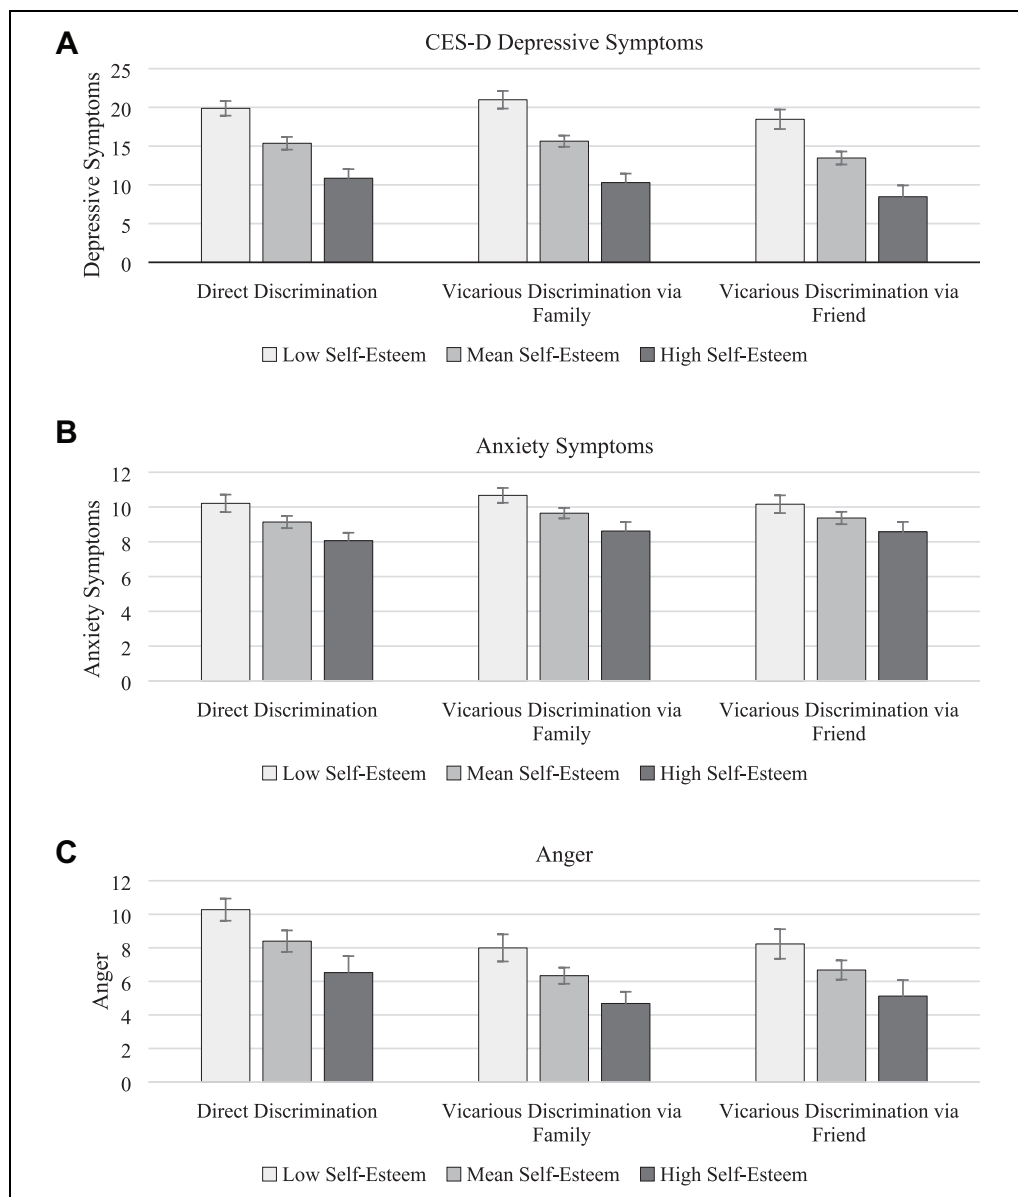 A
CES-D Depressive Symptoms
Depressive Symptoms
25
20
15
10
5
0
Direct Discrimination
Vicarious Discrimination via
Family
Vicarious Discrimination via
Friend
Low Self-Esteem Mean Self-Esteem High Self-Esteem
B
Anxiety Symptoms
Anxiety Symptoms
12
10
8
6
4
2
0
Direct Discrimination
Vicarious Discrimination via
Family
Vicarious Discrimination via
Friend
Low Self-Esteem Mean Self-Esteem High Self-Esteem
C
Anger
Anger
12
10
8
6
4
2
0
Direct Discrimination
Vicarious Discrimination via
Family
Vicarious Discrimination via
Friend
Low Self-Esteem Mean Self-Esteem High Self-Esteem